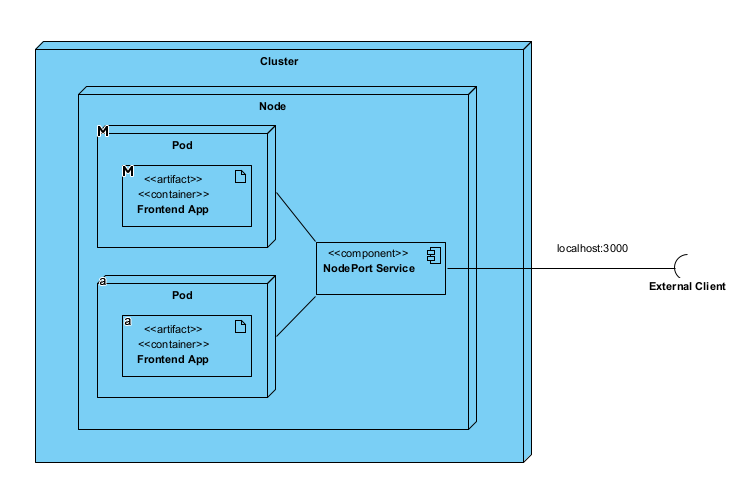 Cluster
Node
M
Pod
M
<<artifact>>
<<container>>
Frontend App
<<component>>
NodePort Service
localhost:3000
External Client
a
Pod
a
<<artifact>>
<<container>>
Frontend App